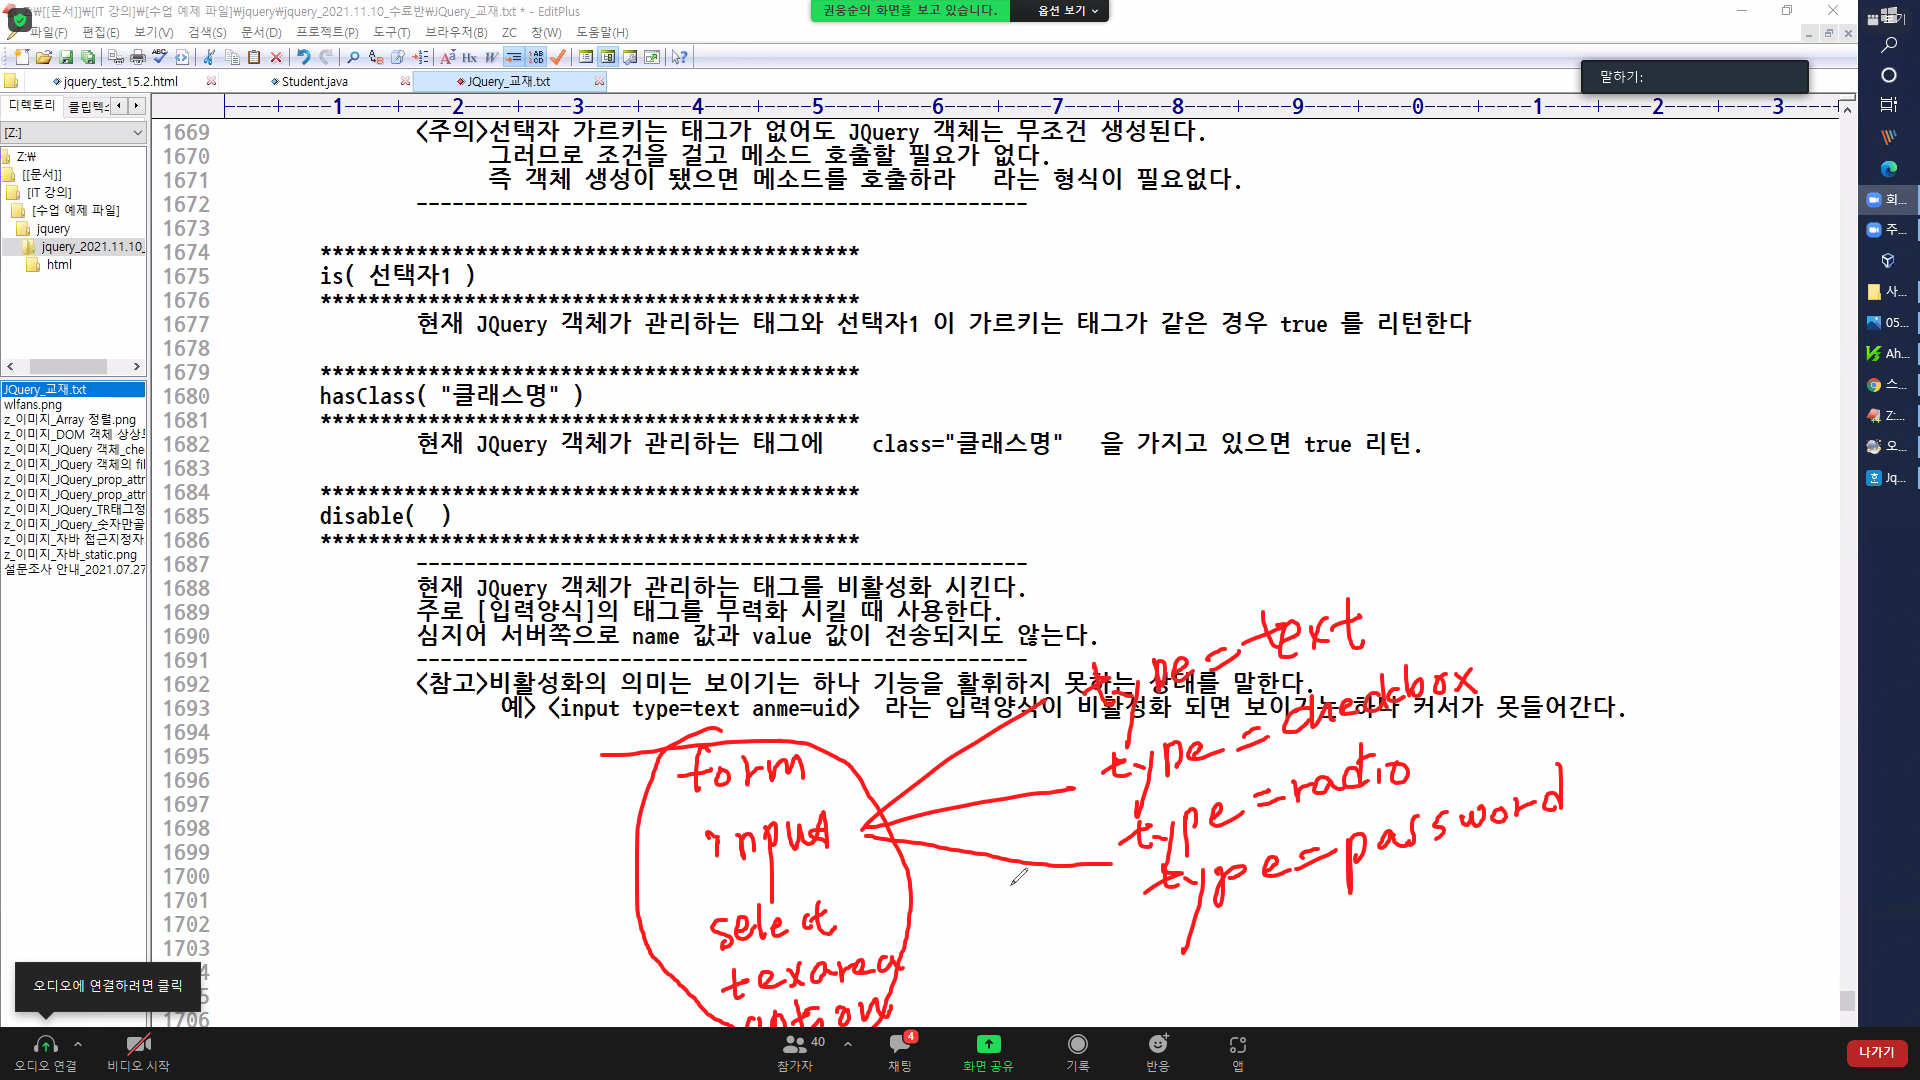 Z:₩[[문서]]₩[IT 강의]₩[수업 예제 파일]₩jquery₩jquery_2021.11.10_수료반₩JQuery_교재.txt * - EditPlus
권웅순의 화면을 보고 있습니다.
옵션 보기
보기
파일(F) 편집(E) 보기(V) 검색(S) 문서(D) 프로젝트(P) 도구(T) 브라우저(B) ZC 창(W) 도움말(H)
jquery_test_15.2.html
Student.java
JQuery_교재.txt
말하기:
디렉토리
클립텍스
1 2 3 4 5 6 7 8 9 0 1 2 3
[Z:]
Z:₩
[[문서]]
[IT 강의]
[수업 예제 파일]
jquery
jquery_2021.11.10_
html
JQuery_교재.txt
wlfans.png
z_이미지_Array 정렬.png
z_이미지_DOM 객체 상상도
z_이미지_JQuery 객체_che
z_이미지_JQuery 객체의 fil
z_이미지_JQuery_prop_attr
z_이미지_JQuery_prop_attr
z_이미지_JQuery_TR태그정
z_이미지_JQuery_숫자만골
z_이미지_자바 접근지정자
z_이미지_자바_static.png
설문조사 안내_2021.07.27
1669 <주의>선택자 가르키는 태그가 없어도 JQuery 객체는 무조건 생성된다.
1670 그러므로 조건을 걸고 메소드 호출할 필요가 없다.
1671 즉 객체 생성이 됐으면 메소드를 호출하라 라는 형식이 필요없다.
1672 ---------------------------------------------------
1673
1674 *********************************************
1675 is( 선택자1 )
1676 *********************************************
1677 현재 JQuery 객체가 관리하는 태그와 선택자1 이 가르키는 태그가 같은 경우 true 를 리턴한다
1678
1679 *********************************************
1680 hasClass( "클래스명" )
1681 *********************************************
1682 현재 JQuery 객체가 관리하는 태그에 class="클래스명" 을 가지고 있으면 true 리턴.
1683
1684 *********************************************
1685 disable( )
1686 *********************************************
1687 ---------------------------------------------------
1688 현재 JQuery 객체가 관리하는 태그를 비활성화 시킨다.
1689 주로 [입력양식]의 태그를 무력화 시킬 때 사용한다.
1690 심지어 서버쪽으로 name 값과 value 값이 전송되지도 않는다.
1691 ---------------------------------------------------
1692 <참고>비활성화의 의미는 보이기는 하나 기능을 활휘하지 못하는 상태를 말한다.
1693 예> <input type=text anme=uid> 라는 입력양식이 비활성화 되면 보이기는 하나 커서가 못들어간다.
1694
1695
1696
1697
1698
1699
1700
1701
1702
1703
1706
type=text
type=checkbox
type=radio
type=password
form
input
select
texarea
option
회...
주...
사...
05...
Ah...
스...
Z:...
오...
Jq...
오디오에 연결하려면 클릭
오디오 연결
비디오 시작
40
참가자
4
채팅
화면 공유
기록
반응
앱
나가기